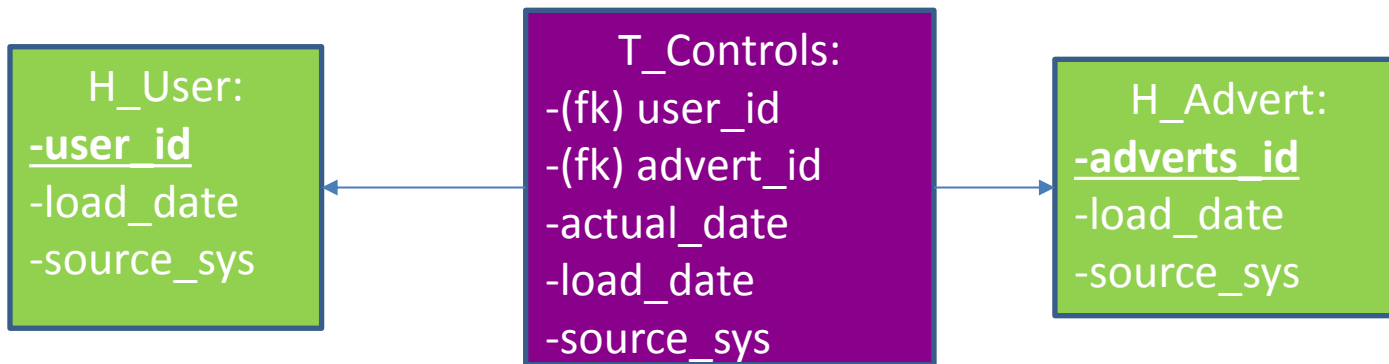 H_User:
-user_id
-load_date
-source_sys
T_Controls:
-(fk) user_id
-(fk) advert_id
-actual_date
-load_date
-source_sys
H_Advert:
-adverts_id
-load_date
-source_sys